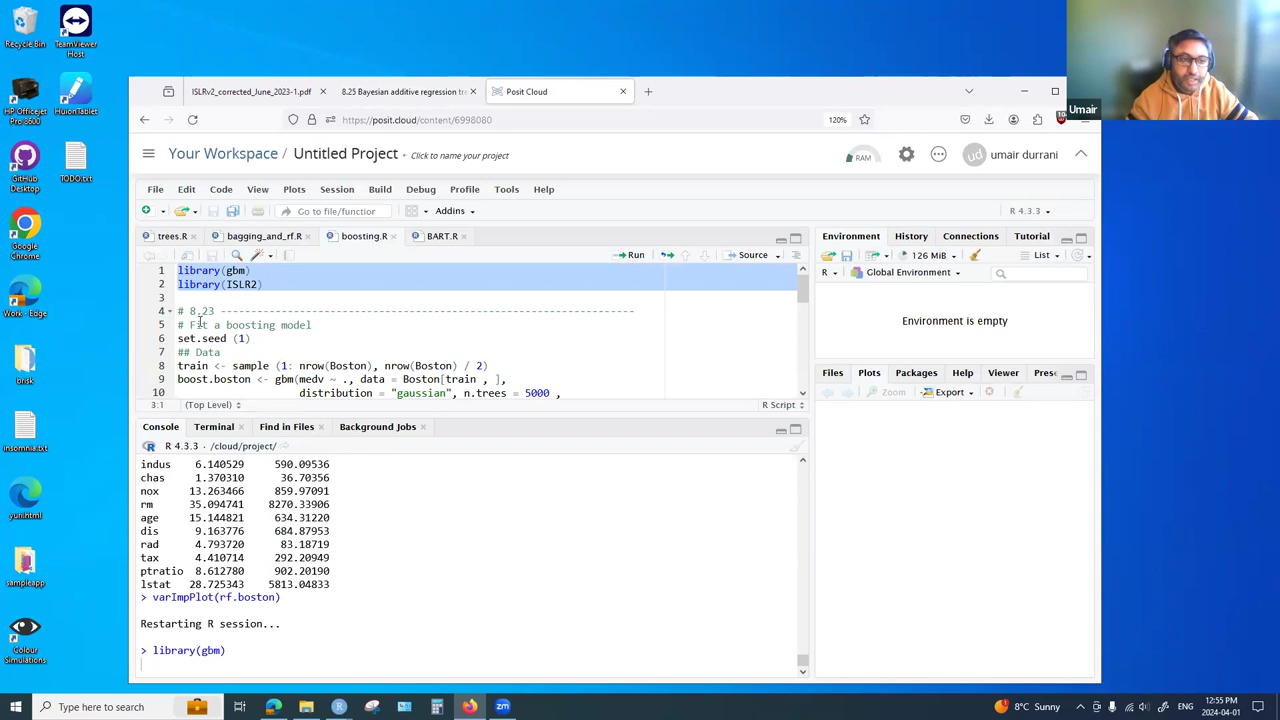 Recycle Bin
TeamViewer Host
HP Officejet Pro 8600
HuionTablet
GitHub Desktop
TODO.txt
Google Chrome
Work - Edge
brisk
insomnia.txt
yuri.html
sampleapp
Colour Simulations
ISLRv2_corrected_June_2023-1.pdf
8.25 Bayesian additive regression tre
Posit Cloud
https://posit.cloud/content/6998080
120%
Umair
Your Workspace / Untitled Project
Click to name your project
RAM
ud
umair durrani
File Edit Code View Plots Session Build Debug Profile Tools Help
Go to file/function
Addins
R 4.3.3
trees.R
bagging_and_rf.R
boosting.R
BART.R
Run
Source
1 library(gbm)
2 library(ISLR2)
3
4 # 8.23 ------------------------------------------------------------------
5 # Fit a boosting model
6 set.seed (1)
7 ## Data
8 train <- sample (1: nrow(Boston), nrow(Boston) / 2)
9 boost.boston <- gbm(medv ~ ., data = Boston[train , ],
10 distribution = "gaussian", n.trees = 5000 ,
3:1
(Top Level)
R Script
Console Terminal Find in Files Background Jobs
R 4.3.3 · /cloud/project/
indus 6.140529 590.09536
chas 1.370310 36.70356
nox 13.263466 859.97091
rm 35.094741 8270.33906
age 15.144821 634.31220
dis 9.163776 684.87953
rad 4.793720 83.18719
tax 4.410714 292.20949
ptratio 8.612780 902.20190
lstat 28.725343 5813.04833
> varImpPlot(rf.boston)
Restarting R session...
> library(gbm)
Environment History Connections Tutorial
126 MiB
List
R
Global Environment
Environment is empty
Files Plots Packages Help Viewer Pres
Zoom
Export
Type here to search
8°C Sunny
ENG
12:55 PM
2024-04-01